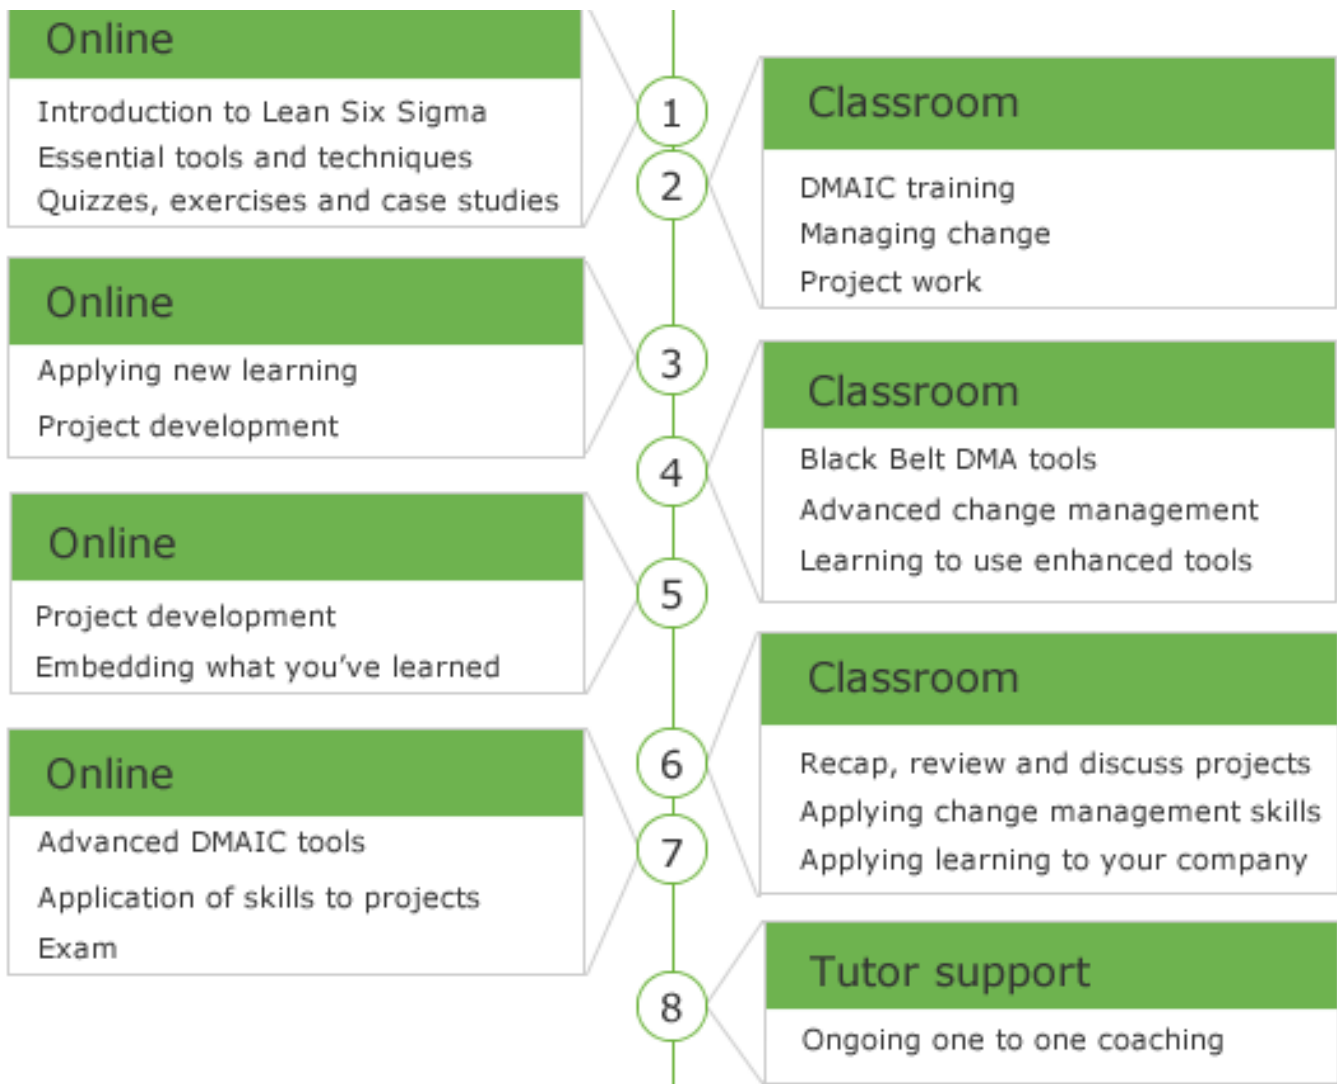 Online
Introduction to Lean Six Sigma
Essential tools and techniques
Quizzes, exercises and case studies
1
2
Classroom
DMAIC training
Managing change
Project work
Online
Applying new learning
Project development
3
4
Classroom
Black Belt DMA tools
Advanced change management
Learning to use enhanced tools
Online
Project development
Embedding what you’ve learned
5
6
Classroom
Recap, review and discuss projects
Applying change management skills
Applying learning to your company
Online
Advanced DMAIC tools
Application of skills to projects
Exam
7
8
Tutor support
Ongoing one to one coaching